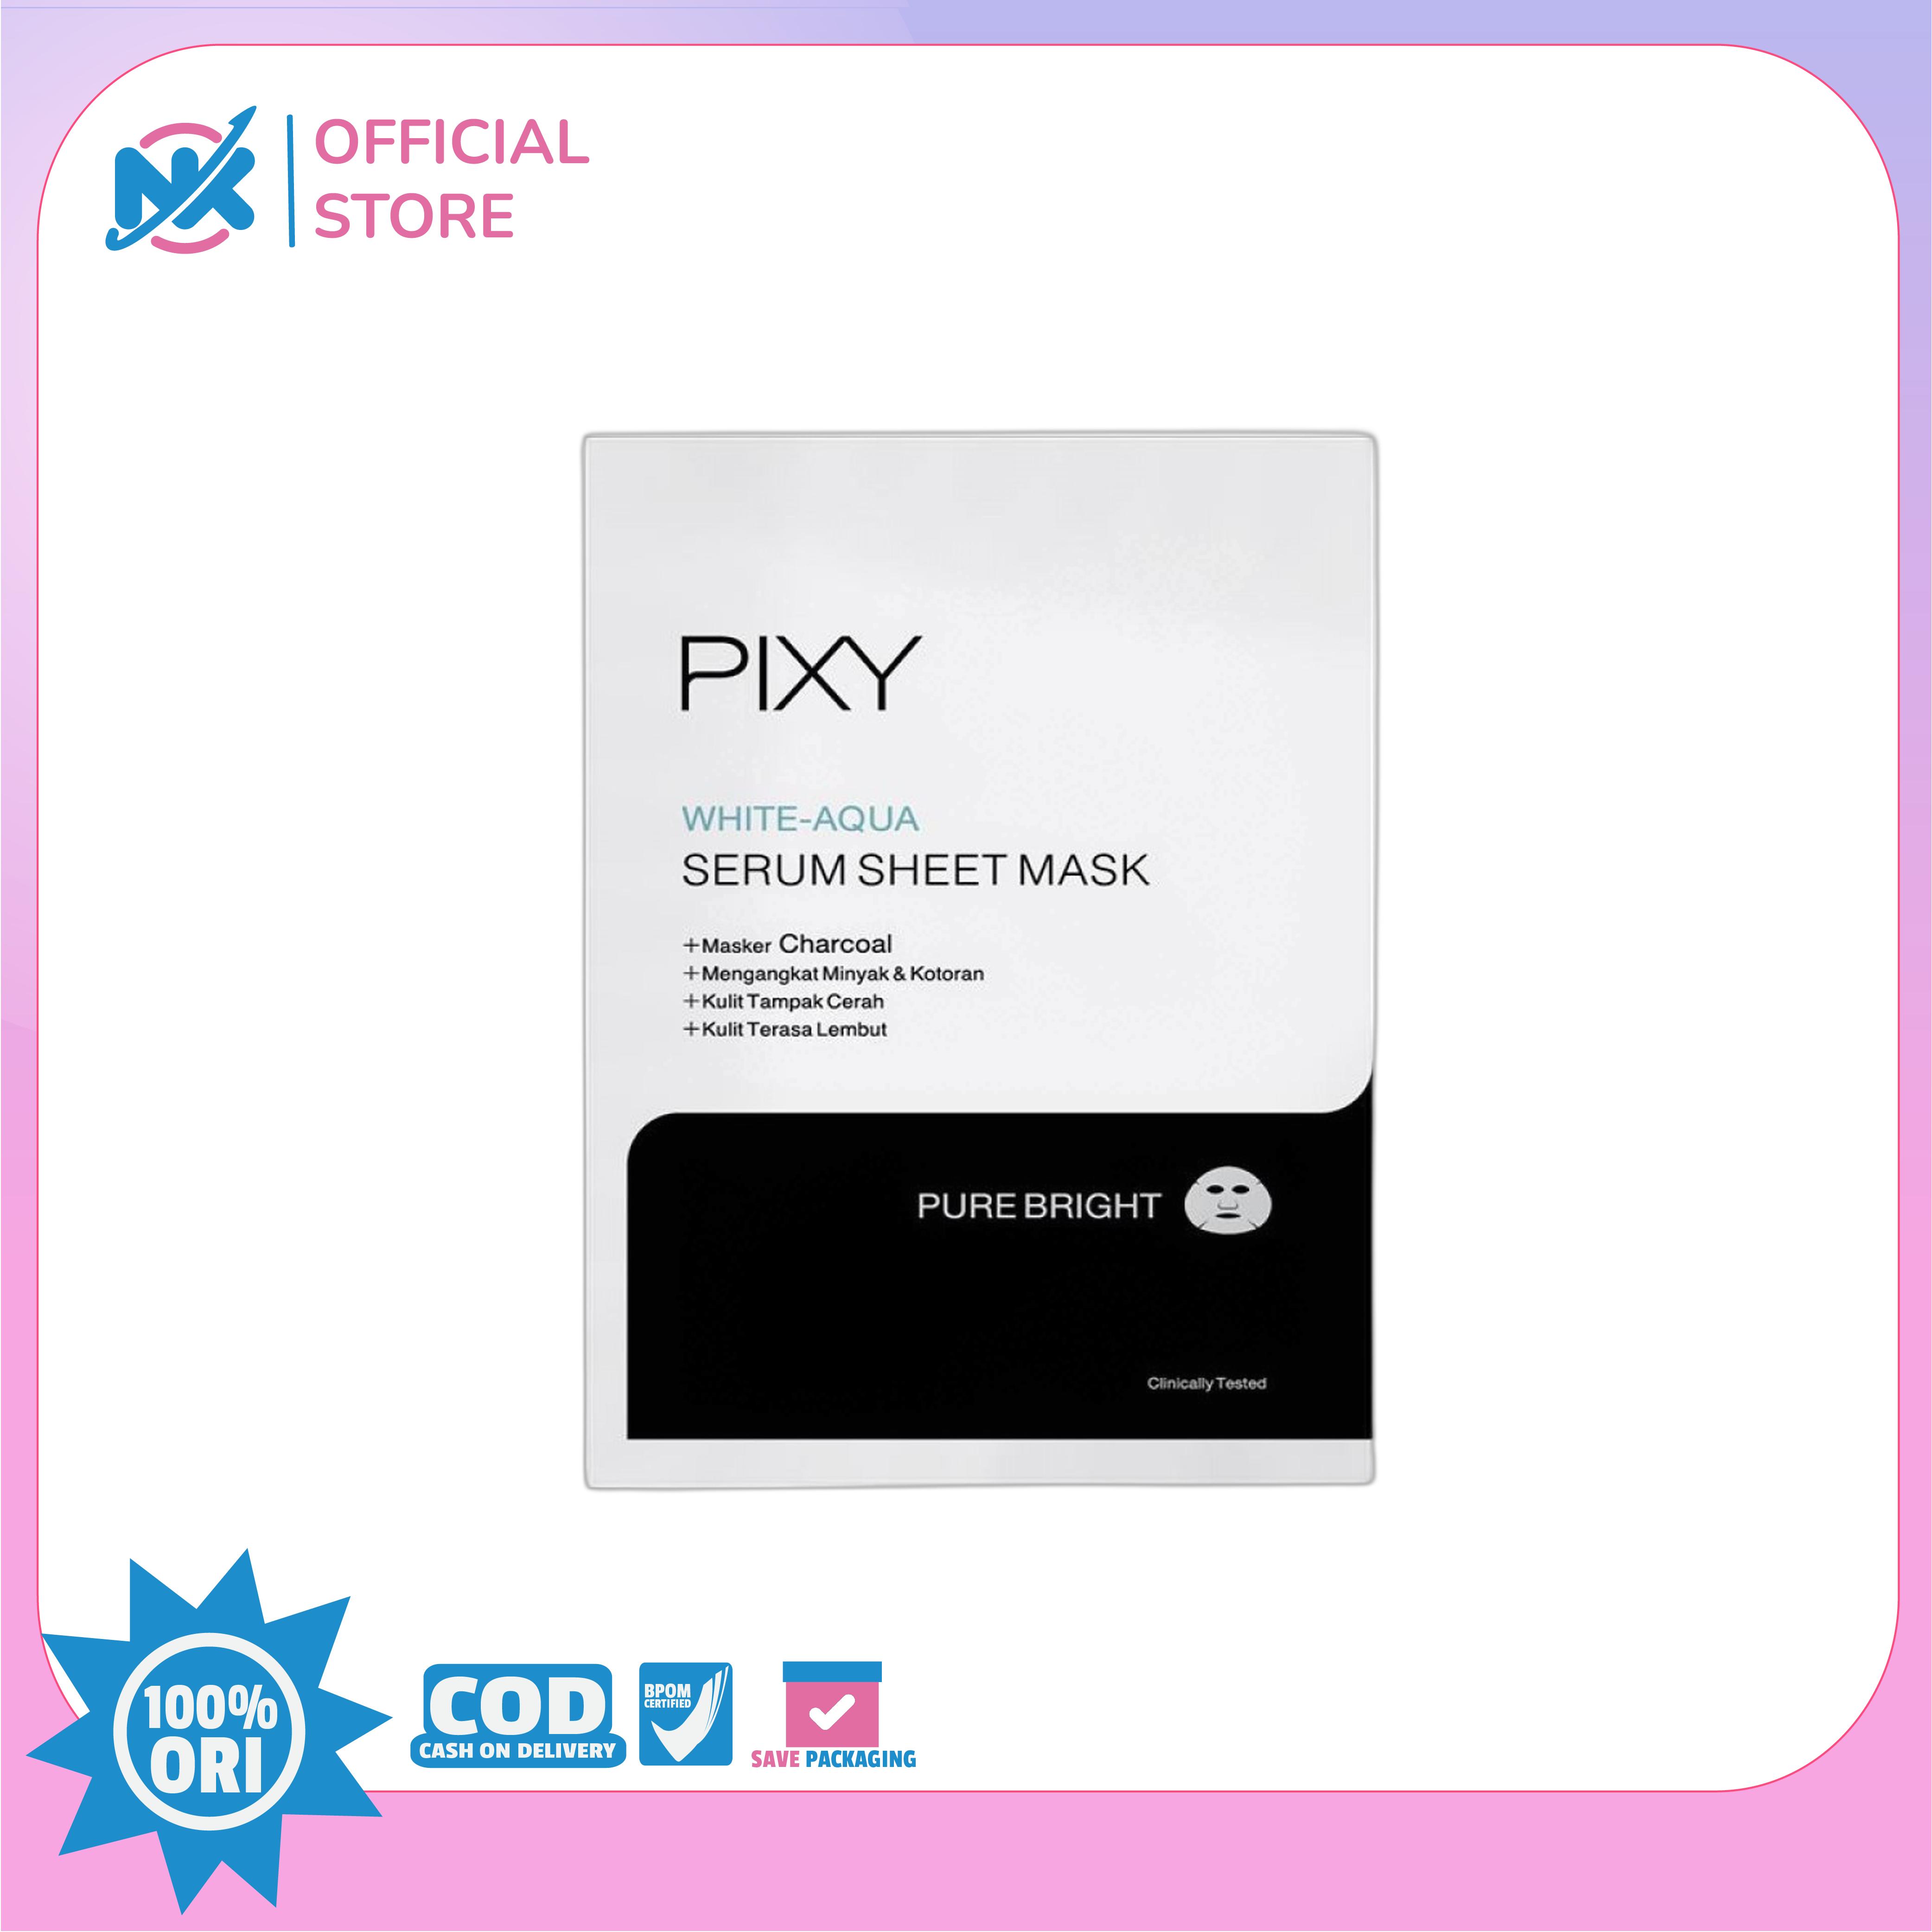 NK
OFFICIAL
STORE
PIXY
WHITE-AQUA
SERUM SHEET MASK
+Masker Charcoal
+Mengangkat Minyak & Kotoran
+Kulit Tampak Cerah
+Kulit Terasa Lembut
PURE BRIGHT
Clinically Tested
100%
ORI
COD
CASH ON DELIVERY
BPOM
CERTIFIED
SAVE PACKAGING